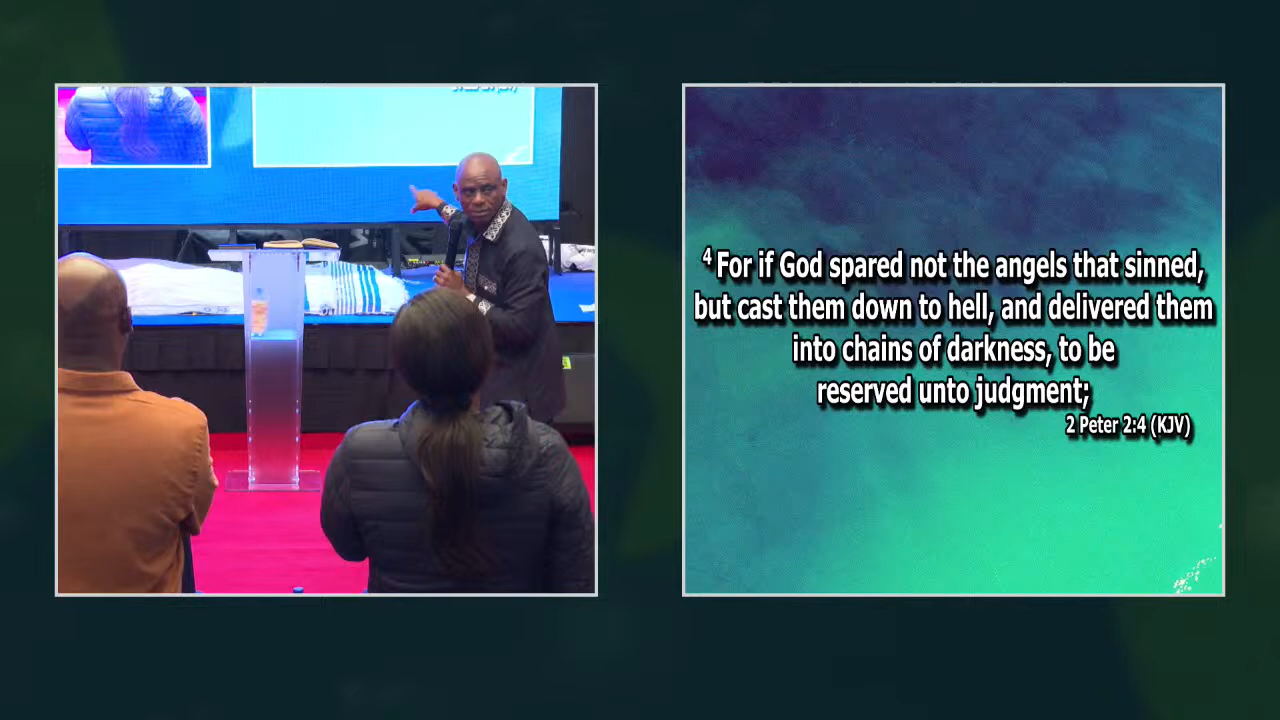 4 For if God spared not the angels that sinned,
but cast them down to hell, and delivered them
into chains of darkness, to be
reserved unto judgment;
2 Peter 2:4 (KJV)